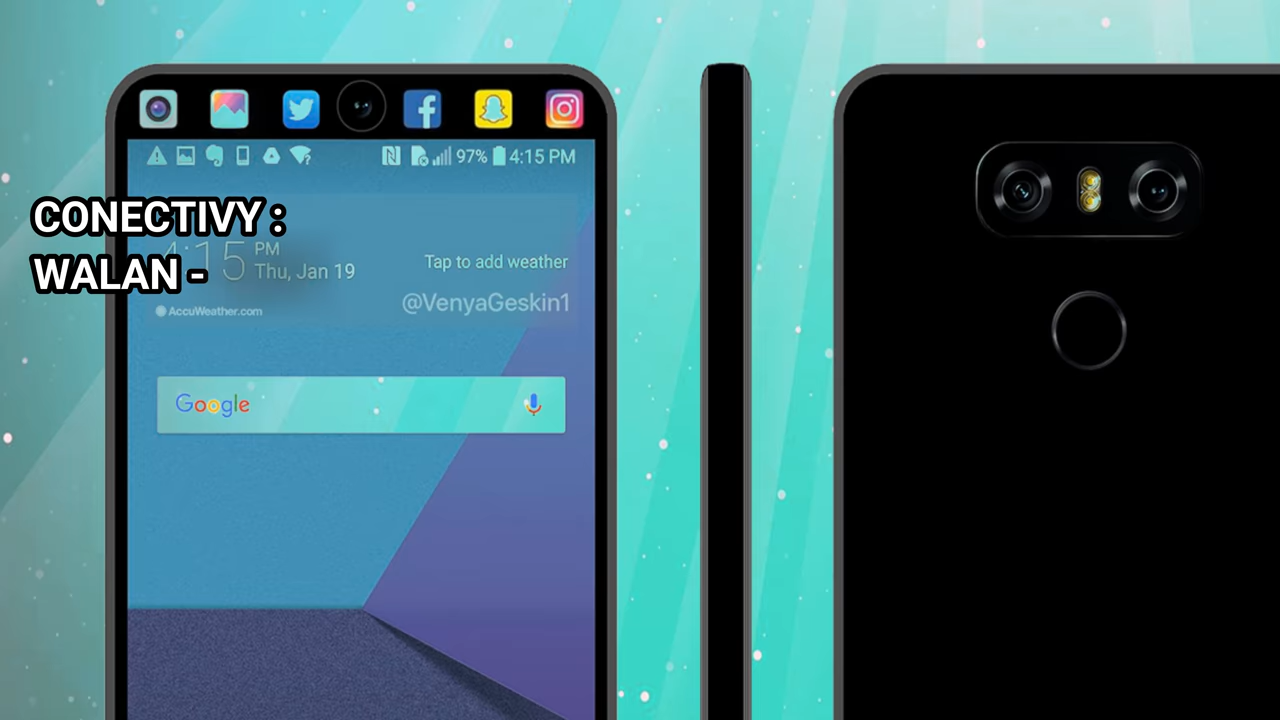 97% 4:15 PM
CONECTIVY :
WALAN -
4:15 PM
Thu, Jan 19
Tap to add weather
@VenyaGeskin1
AccuWeather.com
Google